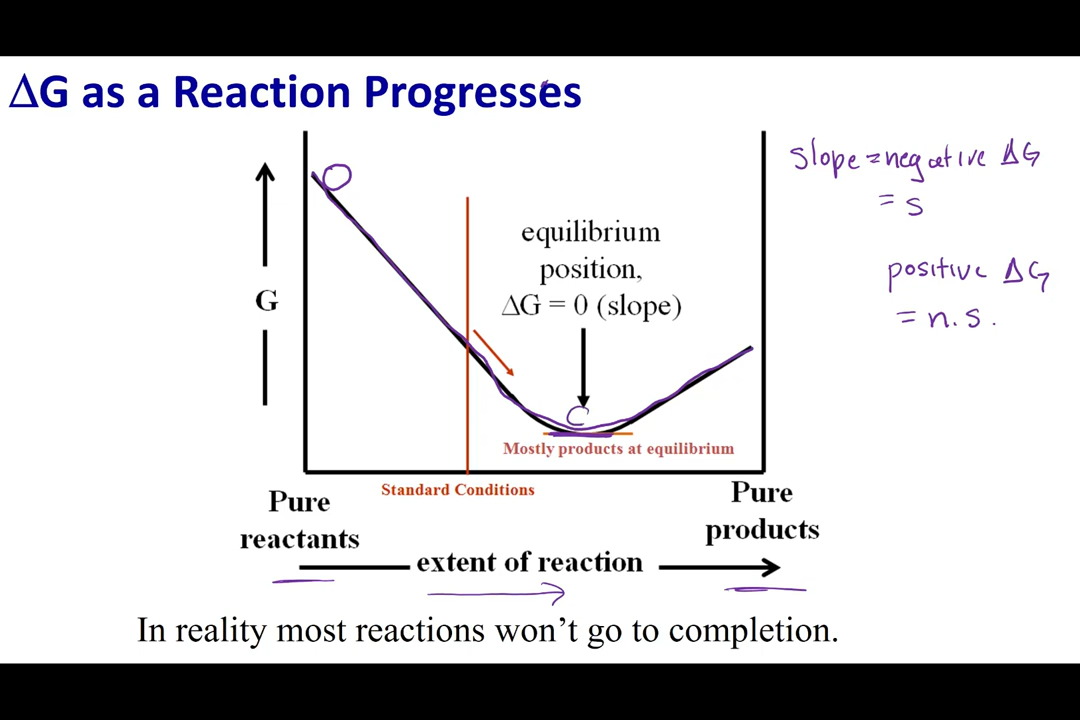 ΔG as a Reaction Progresses
slope = negative ΔG
= s
positive ΔG
= n.s.
equilibrium
position,
ΔG = 0 (slope)
G
C
Mostly products at equilibrium
Standard Conditions
Pure
reactants
Pure
products
extent of reaction
In reality most reactions won't go to completion.